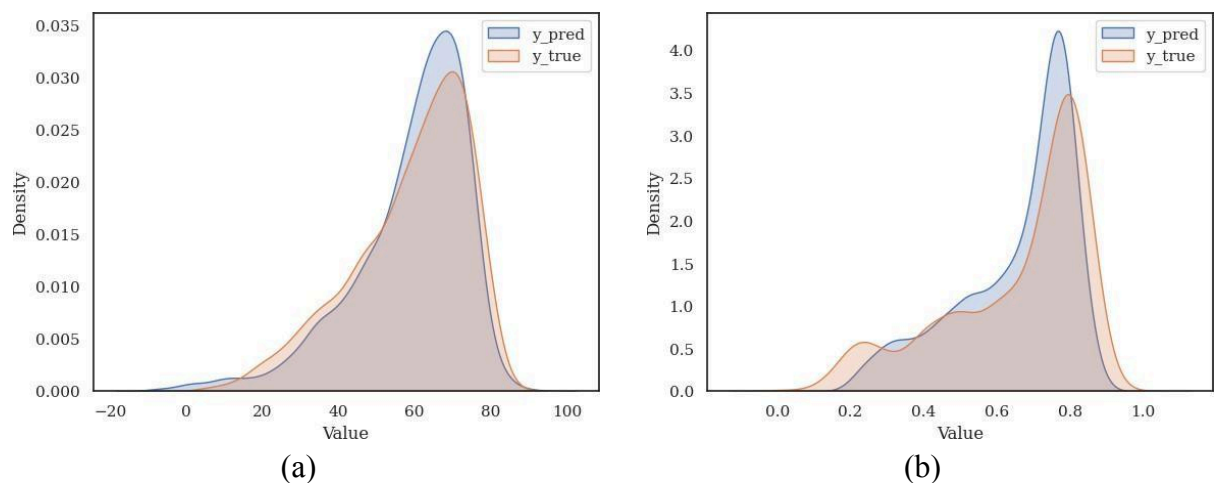 0.035
0.030
0.025
0.020
0.015
0.010
0.005
0.000
Density
−20 0 20 40 60 80 100
Value
y_pred
y_true
(a)
4.0
3.5
3.0
2.5
2.0
1.5
1.0
0.5
0.0
Density
0.0 0.2 0.4 0.6 0.8 1.0
Value
y_pred
y_true
(b)